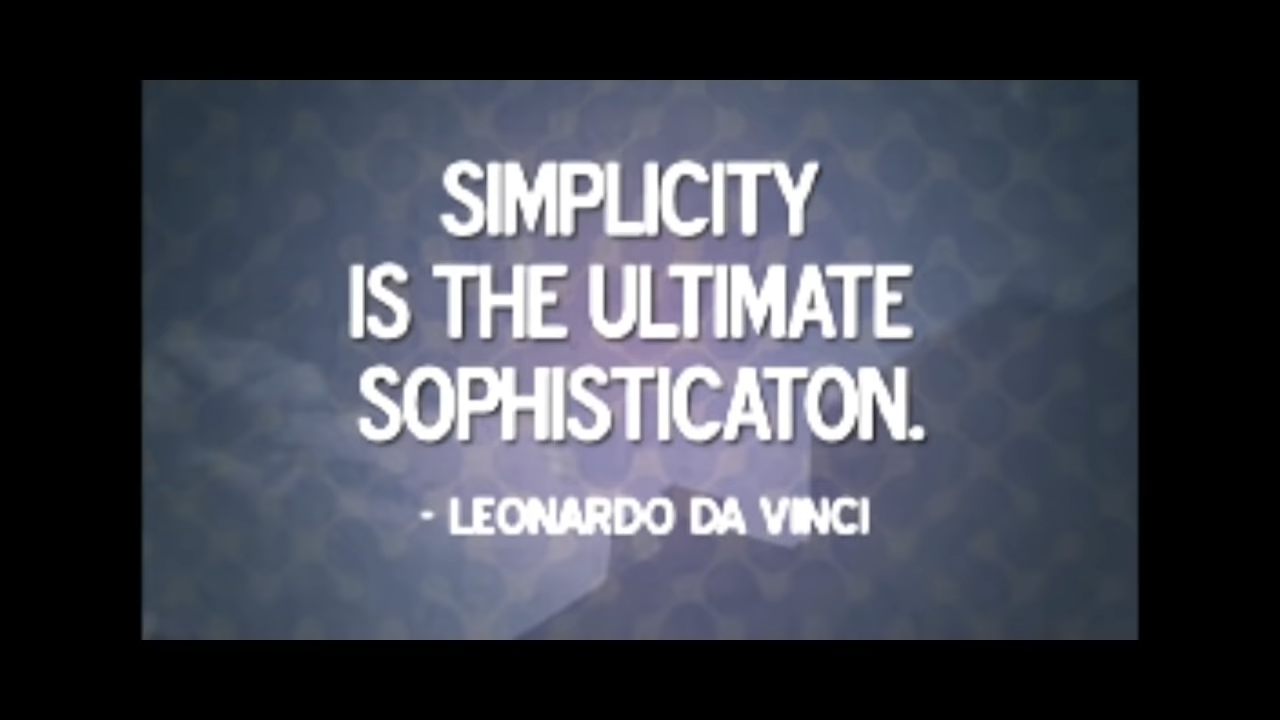 SIMPLICITY
IS THE ULTIMATE
SOPHISTICATON.
- LEONARDO DA VINCI